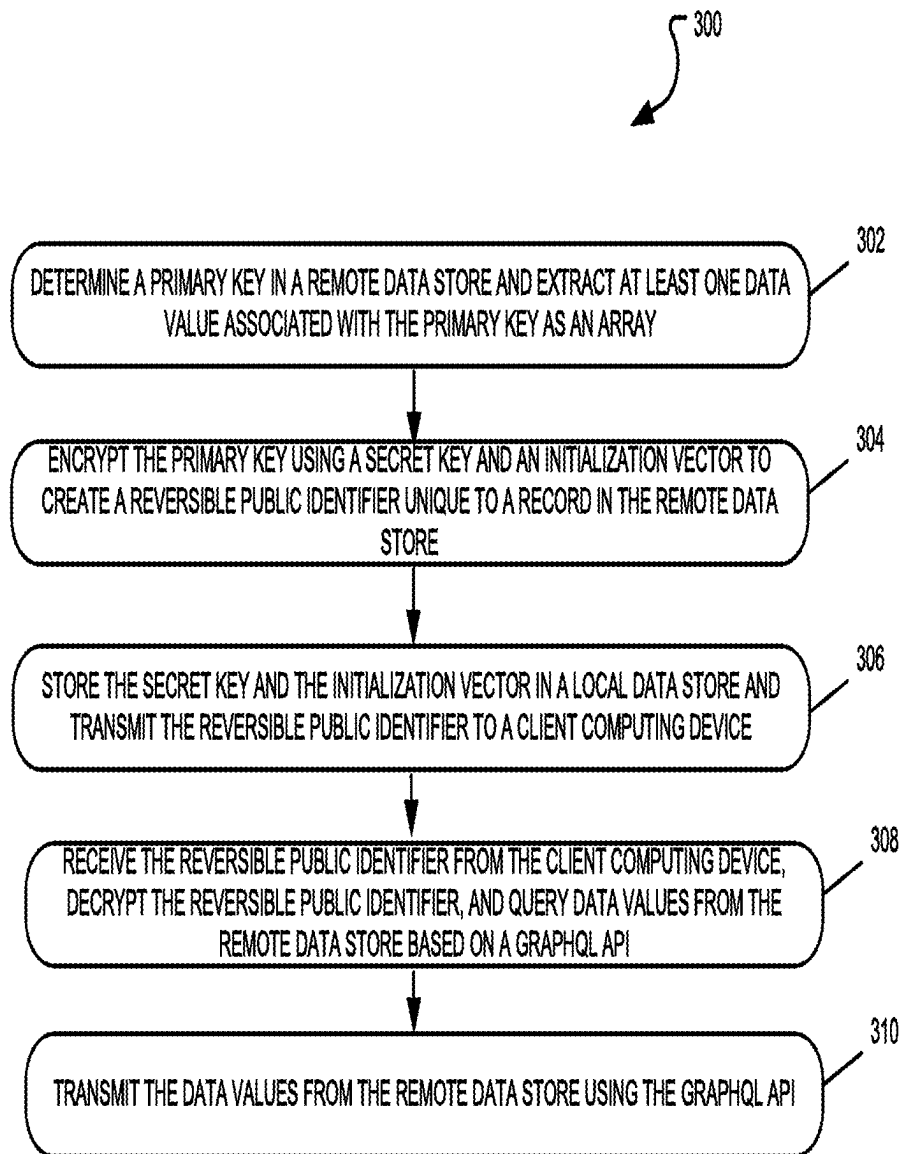 300
302
DETERMINE A PRIMARY KEY IN A REMOTE DATA STORE AND EXTRACT AT LEAST ONE DATA
VALUE ASSOCIATED WITH THE PRIMARY KEY AS AN ARRAY
304
ENCRYPT THE PRIMARY KEY USING A SECRET KEY AND AN INITIALIZATION VECTOR TO
CREATE A REVERSIBLE PUBLIC IDENTIFIER UNIQUE TO A RECORD IN THE REMOTE DATA
STORE
306
STORE THE SECRET KEY AND THE INITIALIZATION VECTOR IN A LOCAL DATA STORE AND
TRANSMIT THE REVERSIBLE PUBLIC IDENTIFIER TO A CLIENT COMPUTING DEVICE
308
RECEIVE THE REVERSIBLE PUBLIC IDENTIFIER FROM THE CLIENT COMPUTING DEVICE,
DECRYPT THE REVERSIBLE PUBLIC IDENTIFIER, AND QUERY DATA VALUES FROM THE
REMOTE DATA STORE BASED ON A GRAPHQL API
310
TRANSMIT THE DATA VALUES FROM THE REMOTE DATA STORE USING THE GRAPHQL API